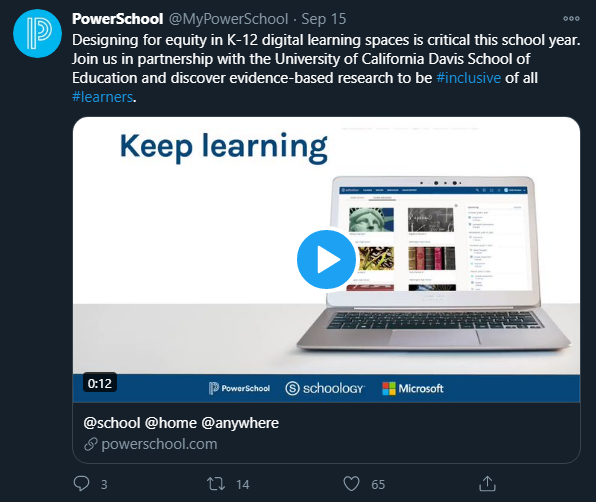 PowerSchool @MyPowerSchool · Sep 15
Designing for equity in K-12 digital learning spaces is critical this school year.
Join us in partnership with the University of California Davis School of
Education and discover evidence-based research to be #inclusive of all
#learners.
Keep learning
0:12
PowerSchool
schoology
Microsoft
@school @home @anywhere
powerschool.com
3
14
65